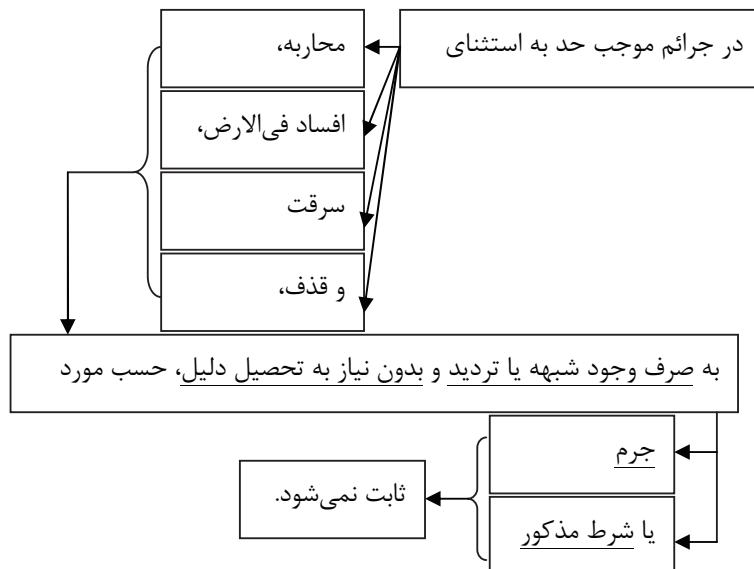 در جرائم موجب حد به استثنای
محاربه،
افساد فی‌الارض،
سرقت
و قذف،
به صرف وجود شبهه یا تردید و بدون نیاز به تحصیل دلیل، حسب مورد
جرم
یا شرط مذکور
ثابت نمی‌شود.